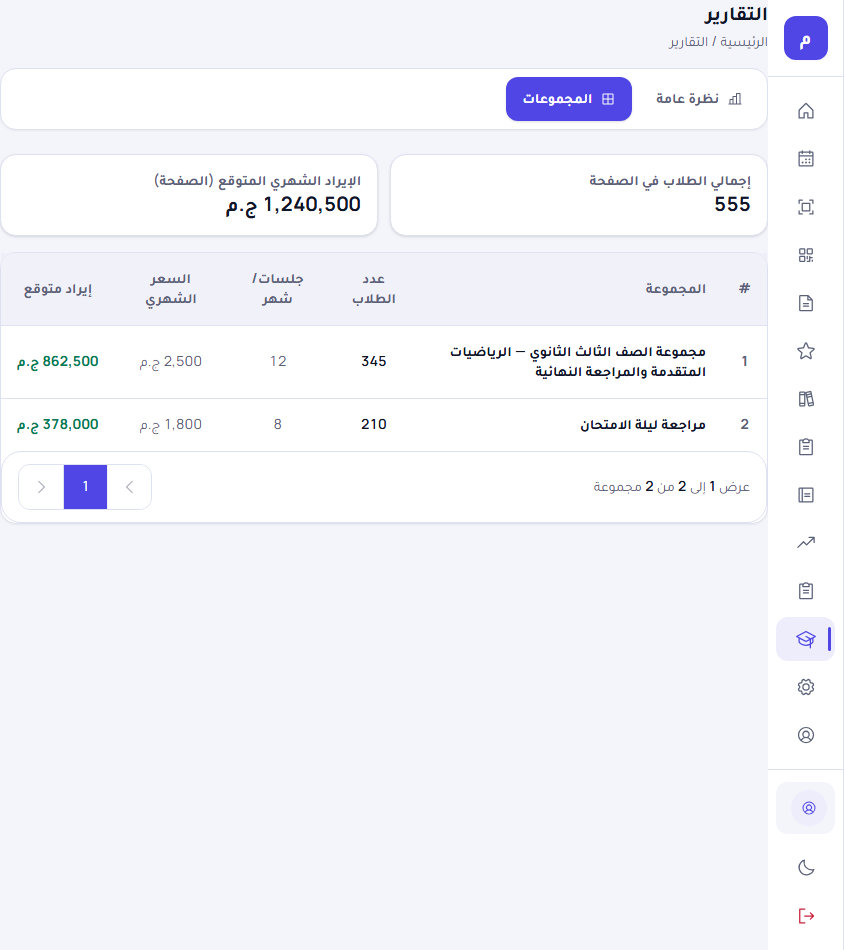 م
التقارير
الرئيسية / التقارير
نظرة عامة
المجموعات
إجمالي الطلاب في الصفحة
555
الإيراد الشهري المتوقع (الصفحة)
1,240,500 ج.م
# المجموعة عدد الطلاب جلسات/شهر السعر الشهري إيراد متوقع
1 مجموعة الصف الثالث الثانوي – الرياضيات المتقدمة والمراجعة النهائية 345 12 2,500 ج.م 862,500 ج.م
2 مراجعة ليلة الامتحان 210 8 1,800 ج.م 378,000 ج.م
عرض 1 إلى 2 من 2 مجموعة
1